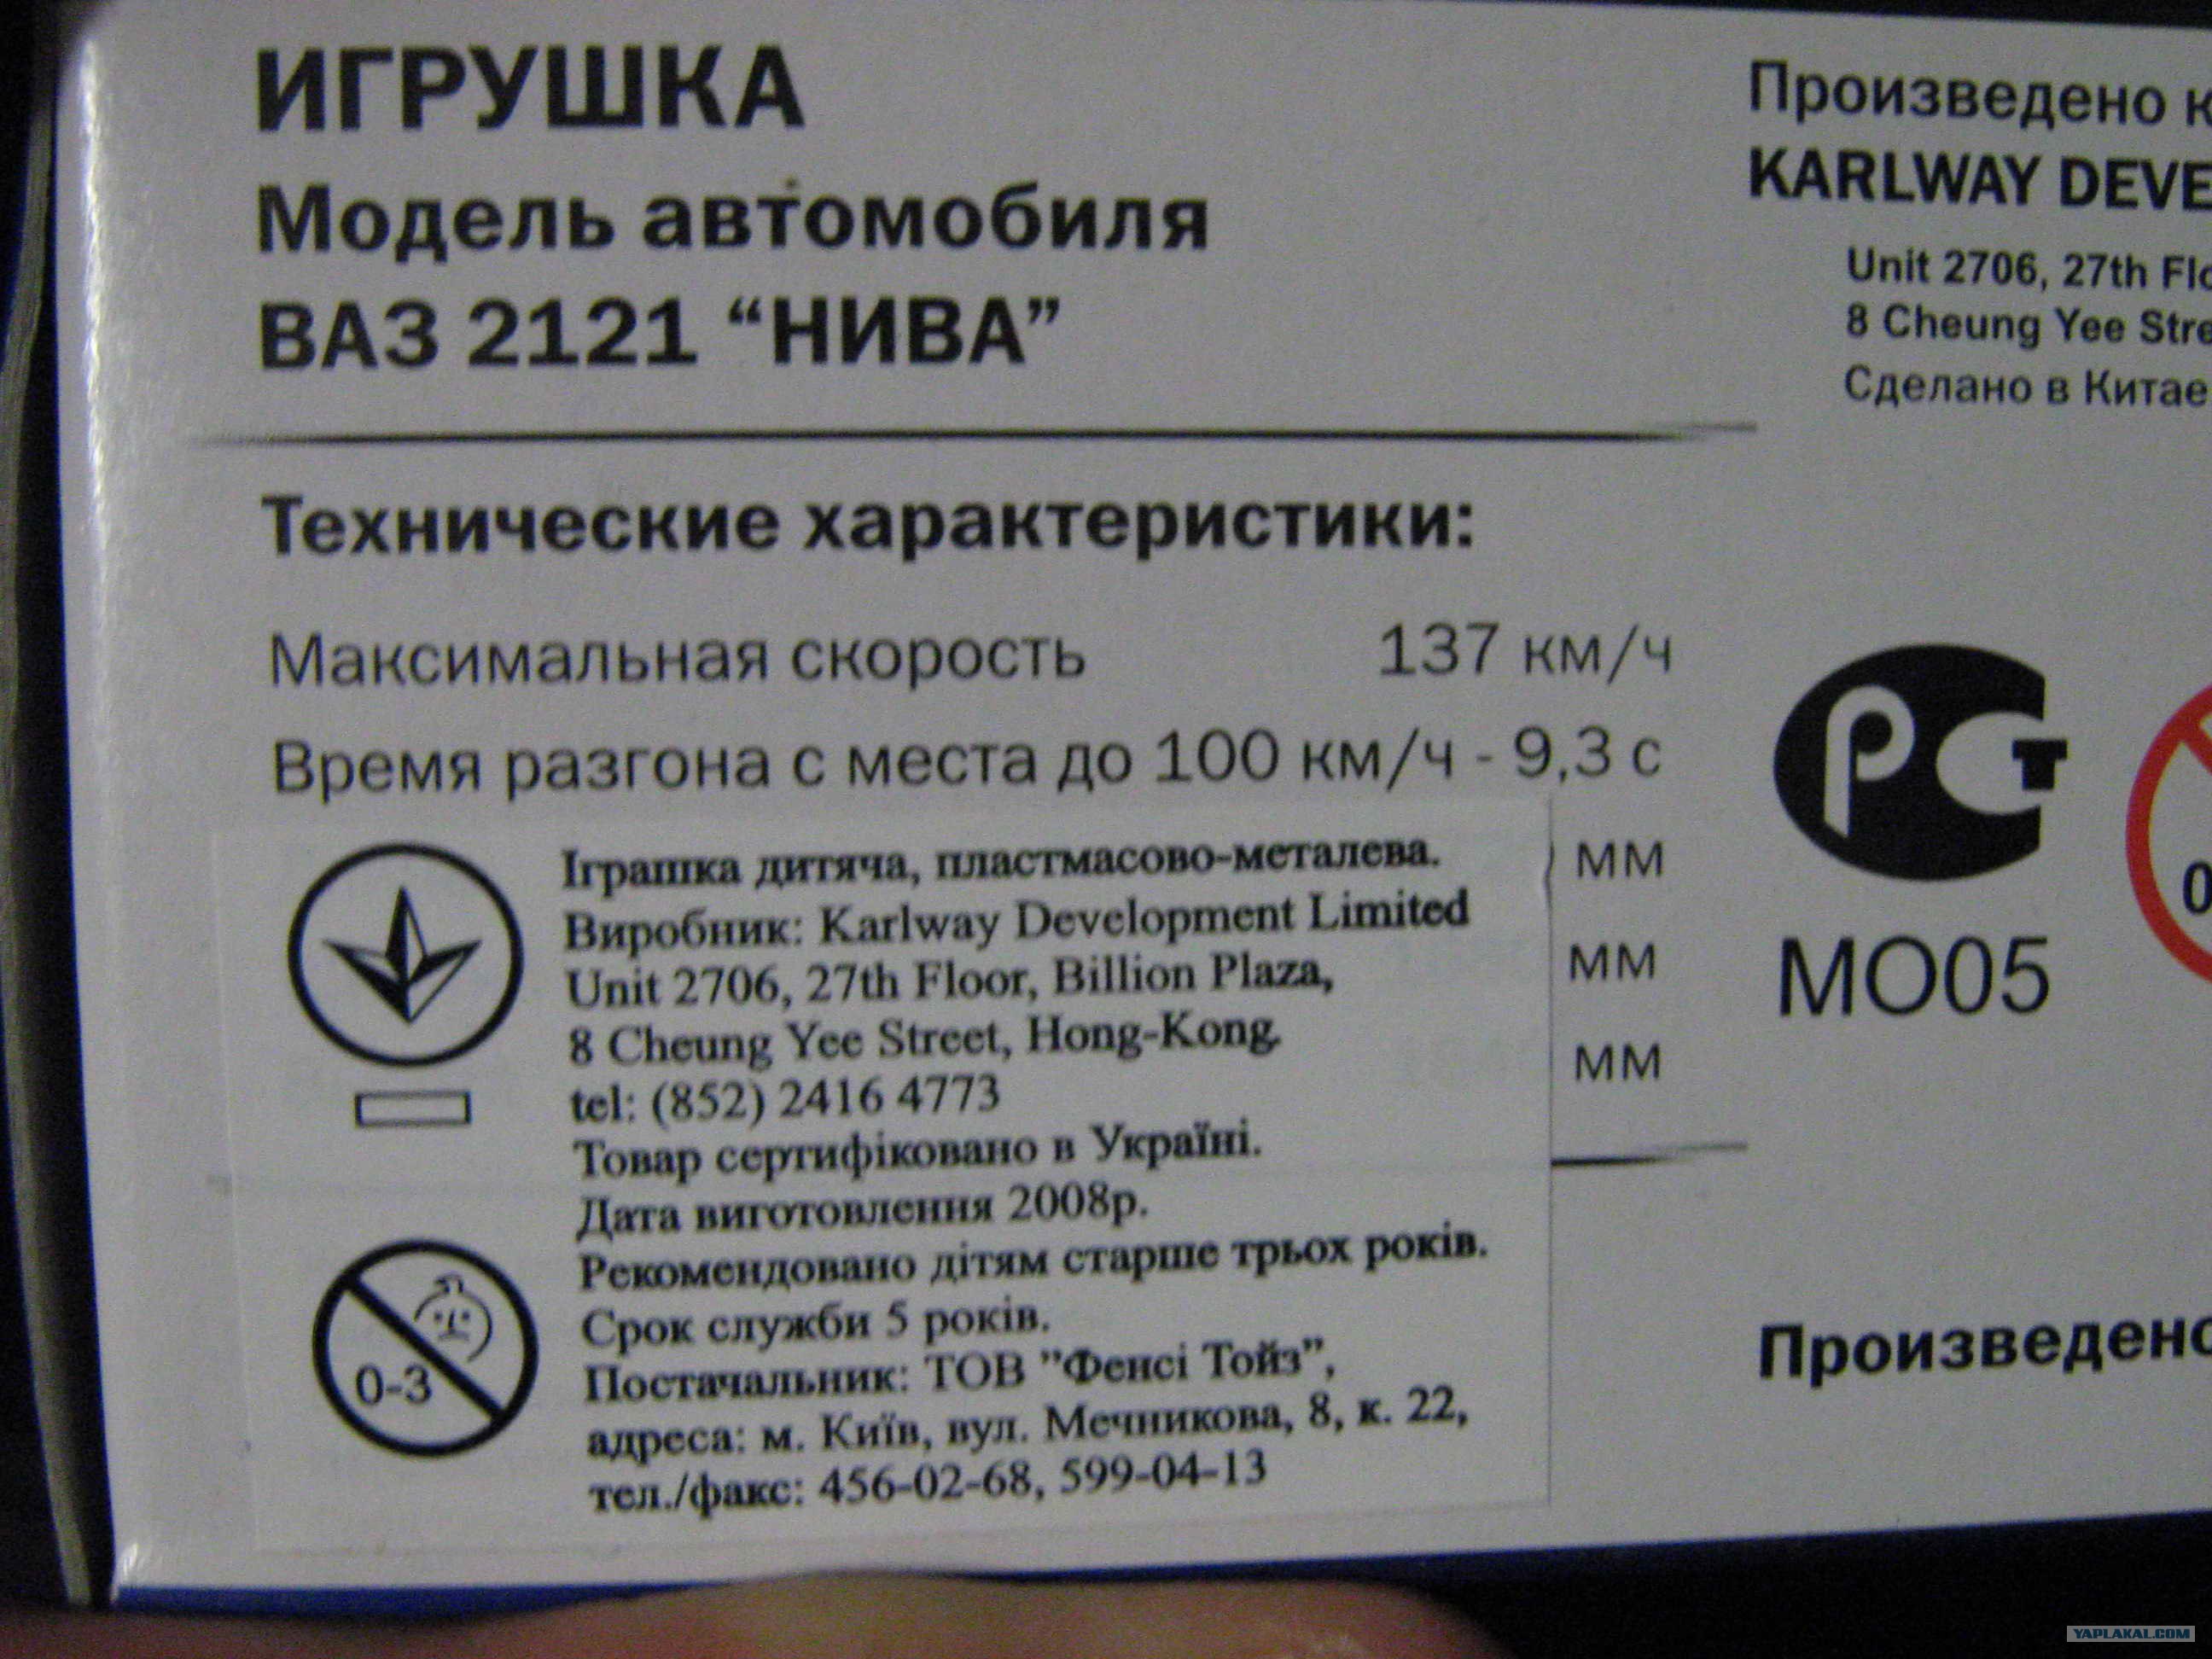 ИГРУШКА
Модель автомобиля
ВАЗ 2121 “НИВА”
Технические характеристики:
Максимальная скорость 137 км/ч
Время разгона с места до 100 км/ч - 9,3 с
мм
мм
мм
Іграшка дитяча, пластмасово-металева.
Виробник: Karlway Development Limited
Unit 2706, 27th Floor, Billion Plaza,
8 Cheung Yee Street, Hong-Kong.
tel: (852) 2416 4773
Товар сертифіковано в Україні.
Дата виготовлення 2008р.
Рекомендовано дітям старше трьох років.
Срок служби 5 років.
Постачальник: ТОВ ”Фенсі Тойз”,
адреса: м. Київ, вул. Мечникова, 8, к. 22,
тел./факс: 456-02-68, 599-04-13
0-3
Произведено
KARLWAY
Unit 2706, 27th
8 Cheung Yee
Сделано в Китае
РСТ
МО05
0
YAPLAKAL.COM